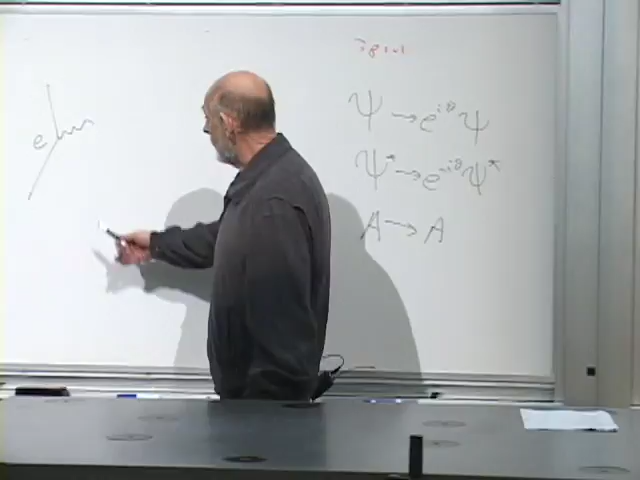 e
Ψ → e^{iθ} Ψ
Ψ* → e^{-iθ} Ψ*
A → A